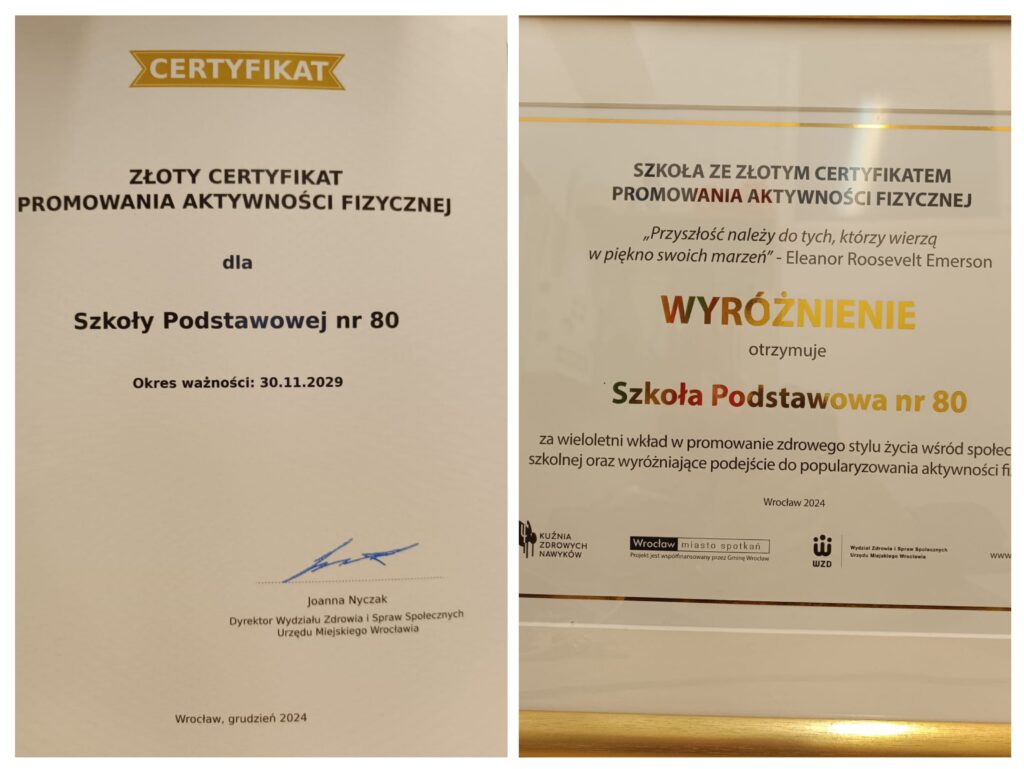 CERTYFIKAT
ZŁOTY CERTYFIKAT
PROMOWANIA AKTYWNOŚCI FIZYCZNEJ
dla
Szkoły Podstawowej nr 80
Okres ważności: 30.11.2029
Joanna Nyczak
Dyrektor Wydziału Zdrowia i Spraw Społecznych
Urzędu Miejskiego Wrocławia
Wrocław, grudzień 2024
SZKOŁA ZE ZŁOTYM CERTYFIKATEM
PROMOWANIA AKTYWNOŚCI FIZYCZNEJ
„Przyszłość należy do tych, którzy wierzą
w piękno swoich marzeń” - Eleanor Roosevelt Emerson
WYRÓŻNIENIE
otrzymuje
Szkoła Podstawowa nr 80
za wieloletni wkład w promowanie zdrowego stylu życia wśród społec
szkolnej oraz wyróżniające podejście do popularyzowania aktywności fi
Wrocław 2024
KUŹNIA
ZDROWYCH
NAWYKÓW
Wrocław miasto spotkań
Projekt jest współfinansowany przez Gminę Wrocław
WZD
Wydział Zdrowia i Spraw Społecznych
Urzędu Miejskiego Wrocławia
www